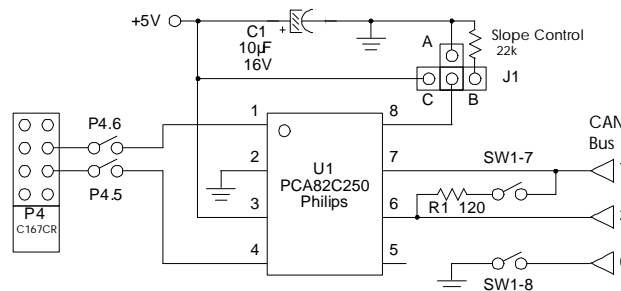 +5V
C1
10µF
16V
+
A
Slope Control
22k
J1
C
B
P4.6
1
8
CAN
Bus
U1
PCA82C250
Philips
2
7
SW1-7
P4.5
R1 120
3
6
P4
C167CR
4
5
SW1-8